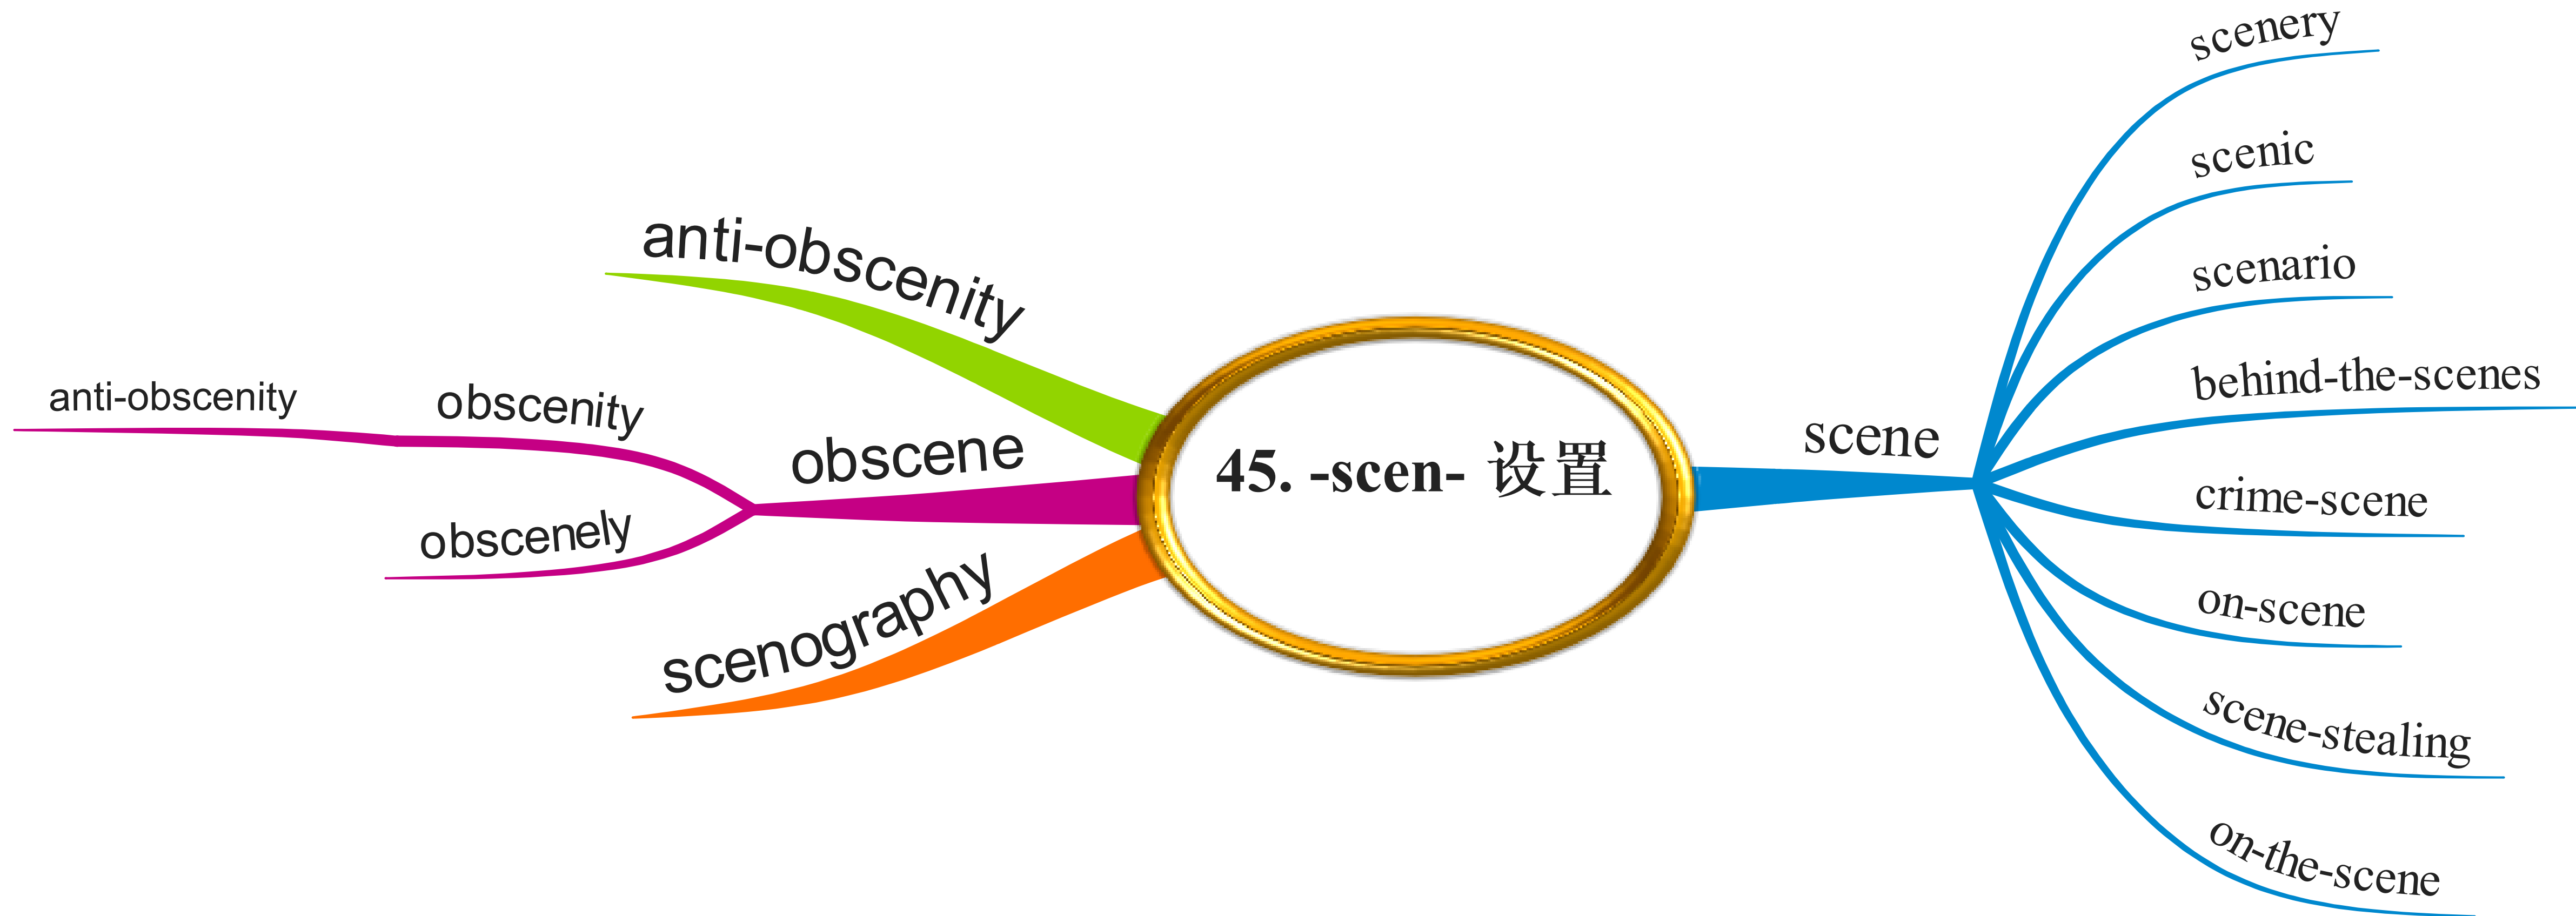 45. -scen- 设置
scene
scenery
scenic
scenario
behind-the-scenes
crime-scene
on-scene
scene-stealing
on-the-scene
anti-obscenity
obscene
obscenity
anti-obscenity
obscenely
scenography